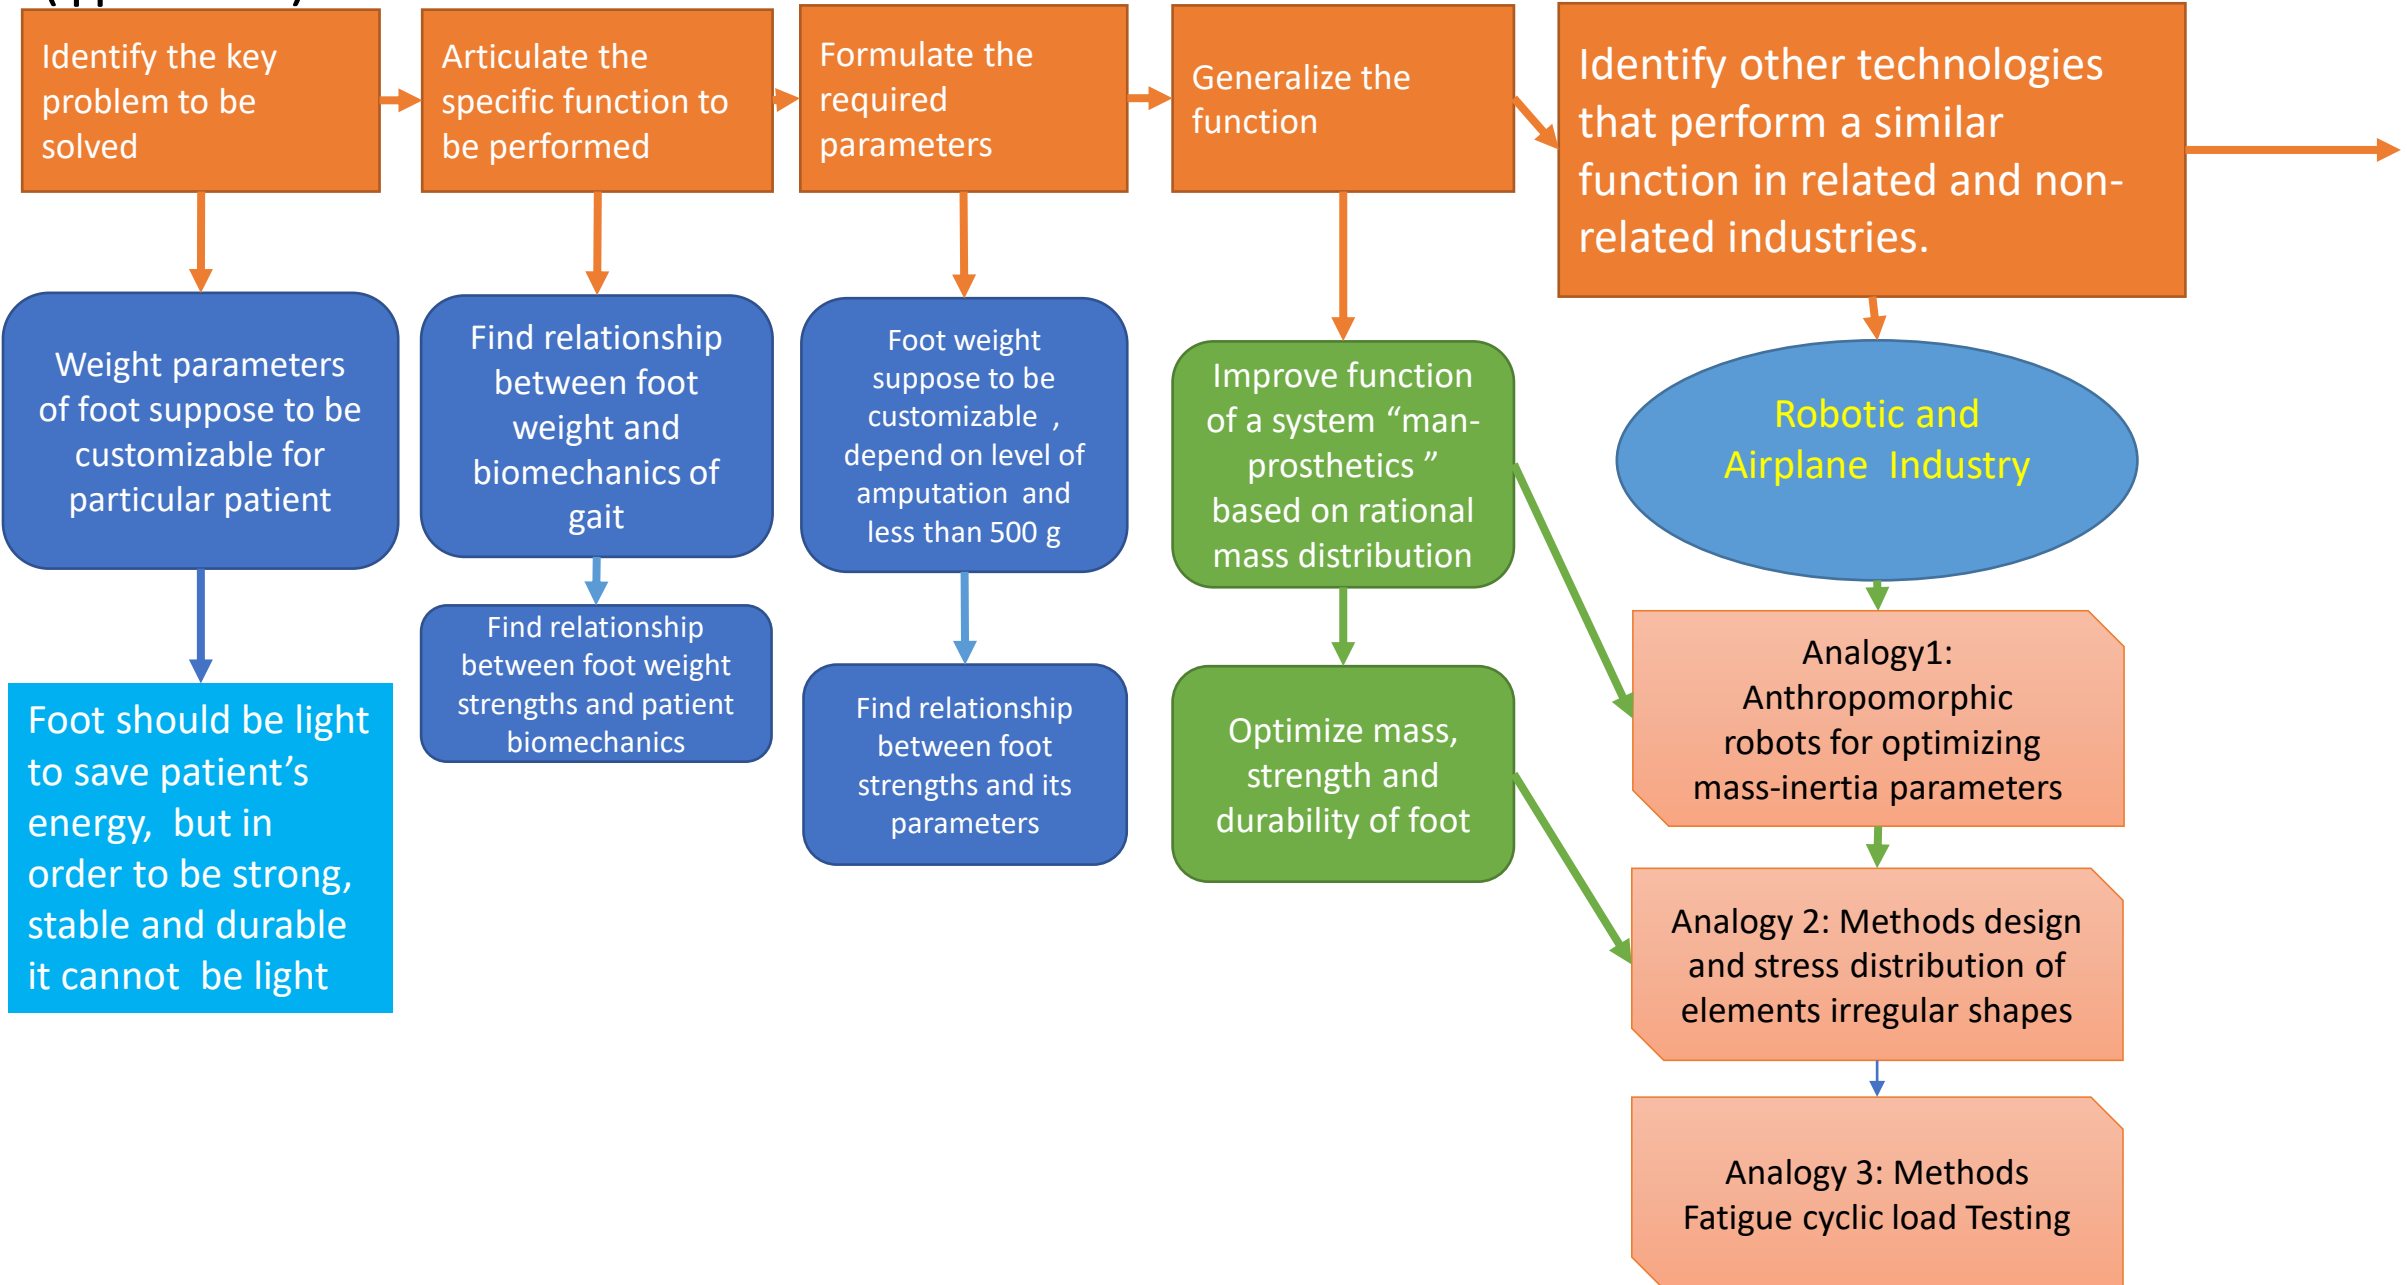 Identify the key
problem to be
solved
Articulate the
specific function to
be performed
Formulate the
required
parameters
Generalize the
function
Identify other technologies
that perform a similar
function in related and non-
related industries.
Weight parameters
of foot suppose to be
customizable for
particular patient
Find relationship
between foot
weight and
biomechanics of
gait
Foot weight
suppose to be
customizable ,
depend on level of
amputation and
less than 500 g
Improve function
of a system “man-
prosthetics ”
based on rational
mass distribution
Robotic and
Airplane Industry
Foot should be light
to save patient’s
energy, but in
order to be strong,
stable and durable
it cannot be light
Find relationship
between foot weight
strengths and patient
biomechanics
Find relationship
between foot
strengths and its
parameters
Optimize mass,
strength and
durability of foot
Analogy1:
Anthropomorphic
robots for optimizing
mass-inertia parameters
Analogy 2: Methods design
and stress distribution of
elements irregular shapes
Analogy 3: Methods
Fatigue cyclic load Testing